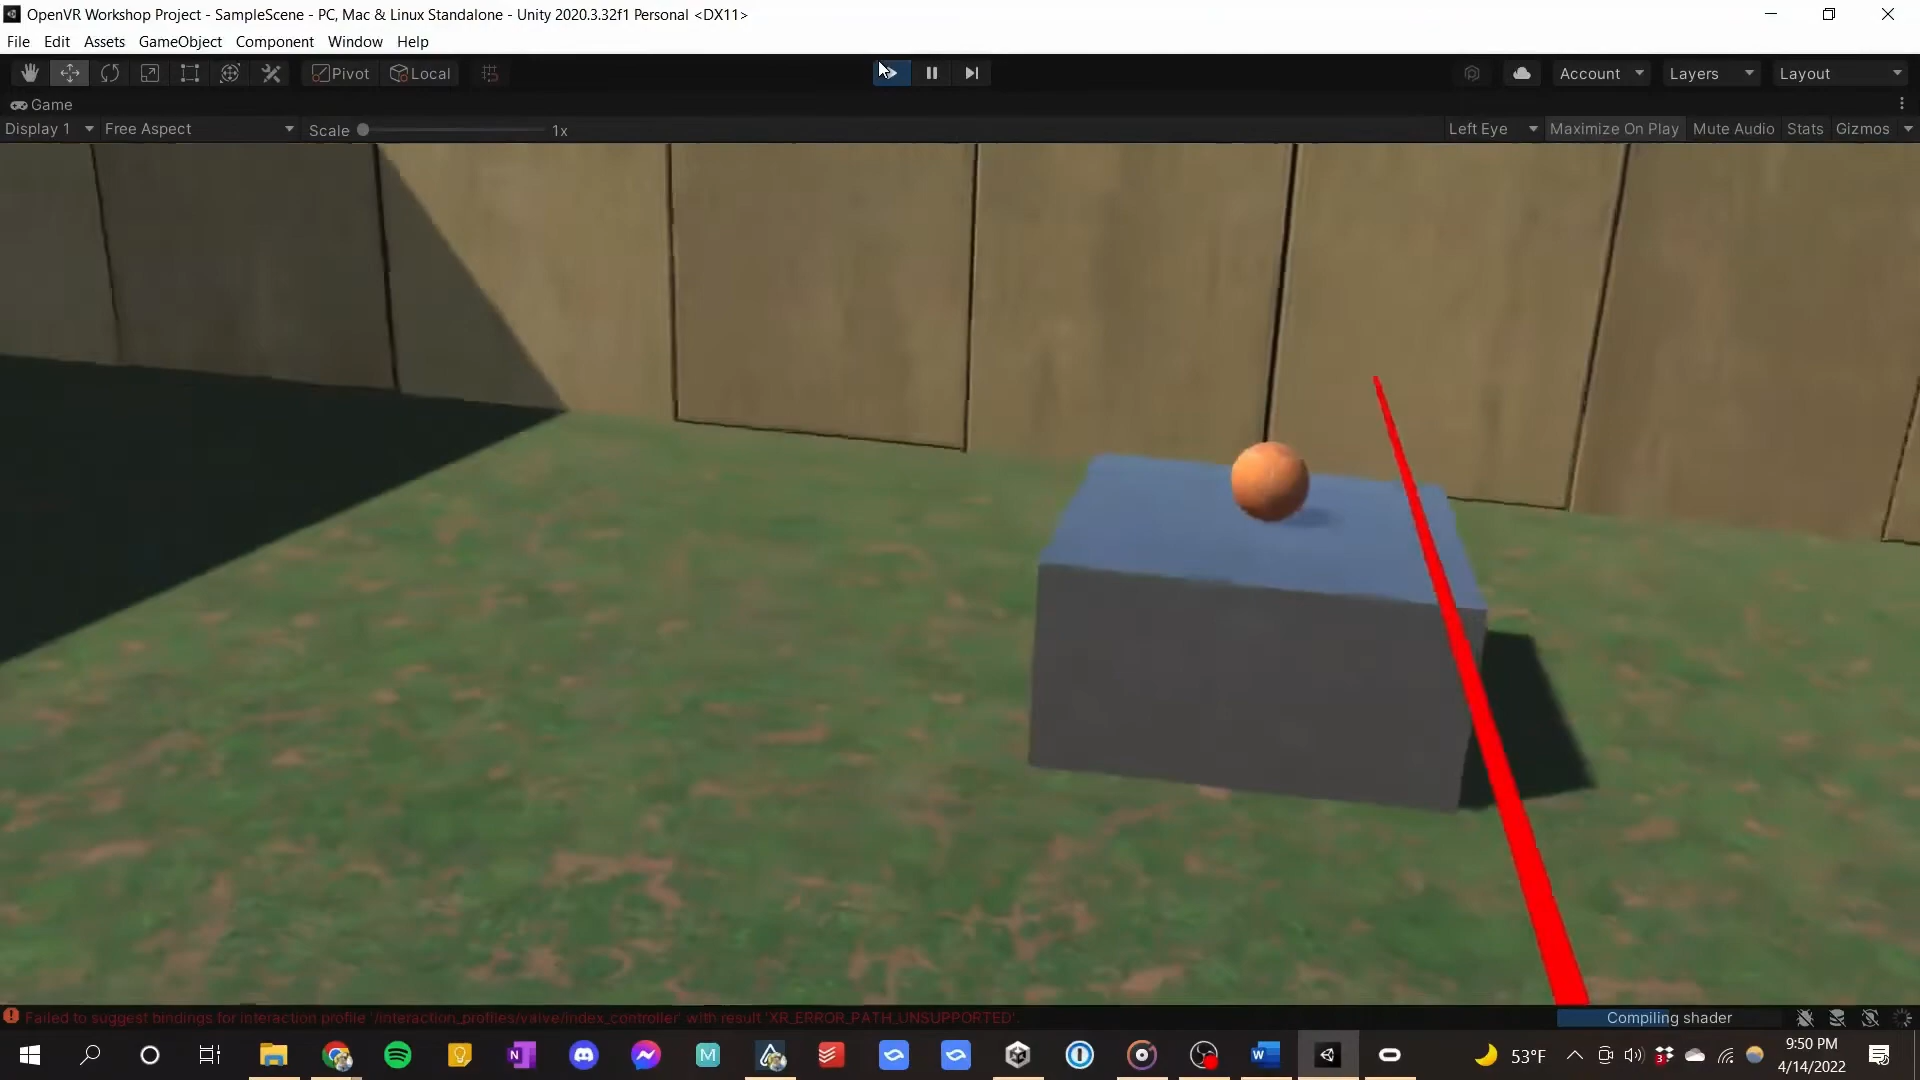 OpenVR Workshop Project - SampleScene - PC, Mac & Linux Standalone - Unity 2020.3.32f1 Personal <DX11>
File Edit Assets GameObject Component Window Help
Pivot Local Account Layers Layout
Game
Display 1 Free Aspect Scale 1x Left Eye Maximize On Play Mute Audio Stats Gizmos
Failed to suggest bindings for interaction profile '/interaction_profiles/valve/index_controller' with result 'XR_ERROR_PATH_UNSUPPORTED'.
Compiling shader
53°F
9:50 PM
4/14/2022